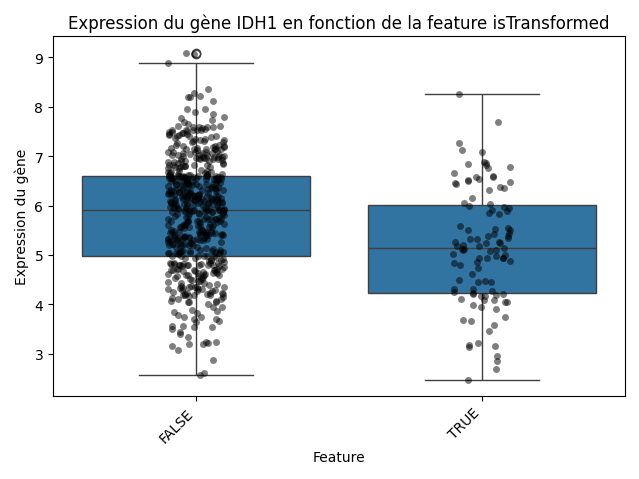 Expression du gène IDH1 en fonction de la feature isTransformed
Expression du gène
9
8
7
6
5
4
3
FALSE
TRUE
Feature